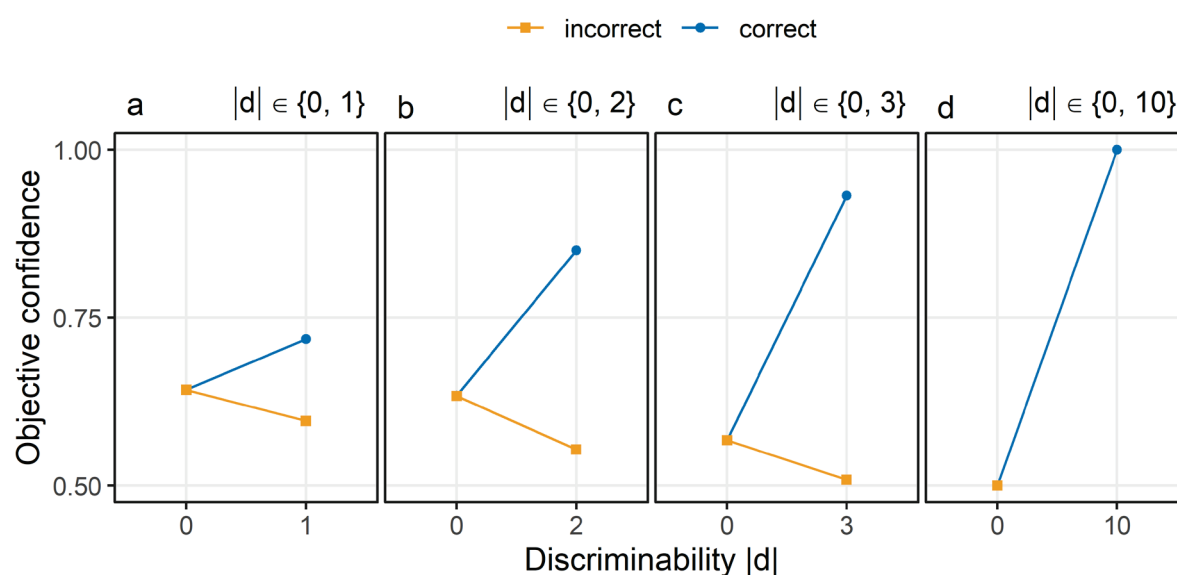 incorrect correct
a |d| ∈ {0, 1} b |d| ∈ {0, 2} c |d| ∈ {0, 3} d |d| ∈ {0, 10}
Objective confidence
1.00
0.75
0.50
0 1 0 2 0 3 0 10
Discriminability |d|